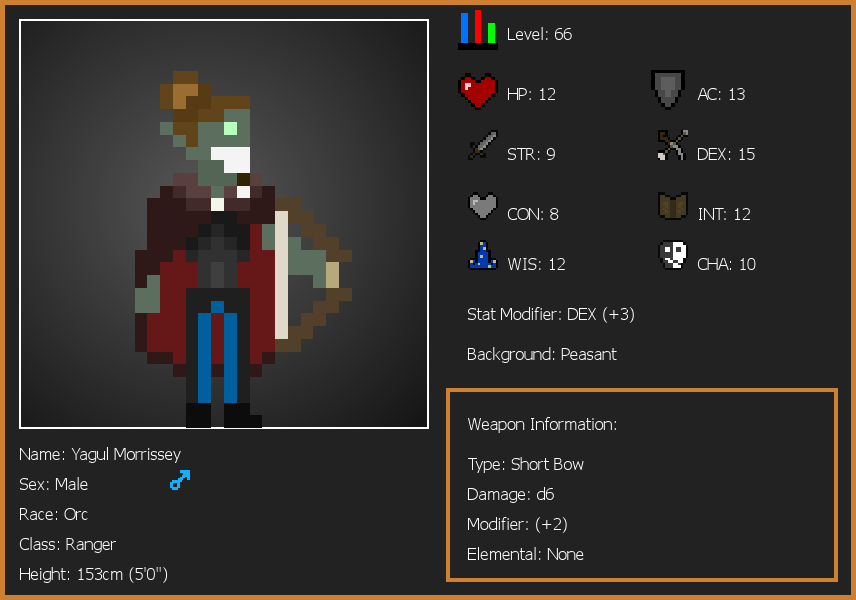 Level: 66
HP: 12
AC: 13
STR: 9
DEX: 15
CON: 8
INT: 12
WIS: 12
CHA: 10
Stat Modifier: DEX (+3)
Background: Peasant
Weapon Information:
Type: Short Bow
Damage: d6
Modifier: (+2)
Elemental: None
Name: Yagul Morrissey
Sex: Male
Race: Orc
Class: Ranger
Height: 153cm (5'0")